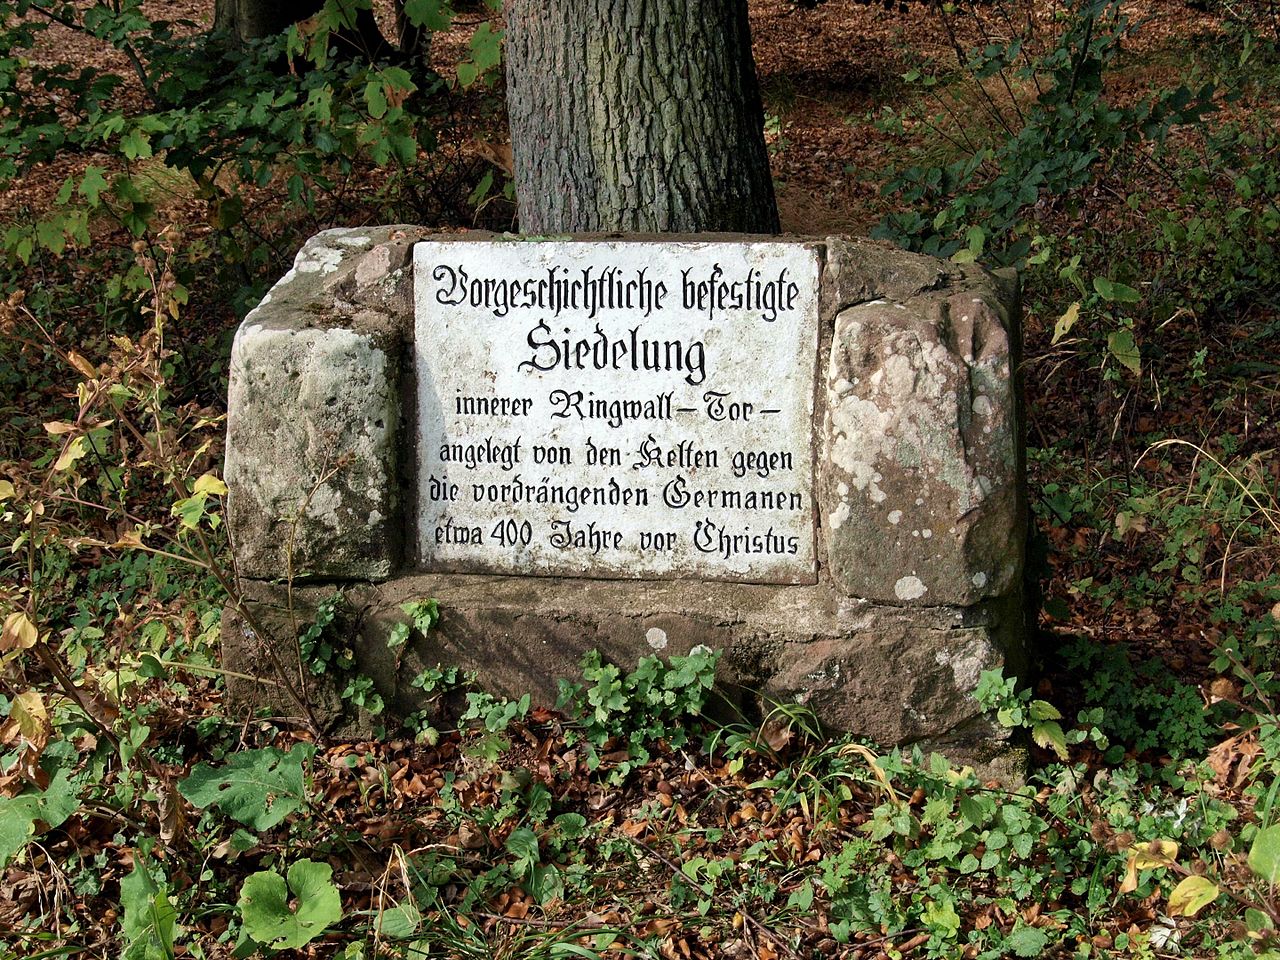 Vorgeschichtliche befestigte
Siedelung
innerer Ringwall – Tor –
angelegt von den Kelten gegen
die vordrängenden Germanen
etwa 400 Jahre vor Christus